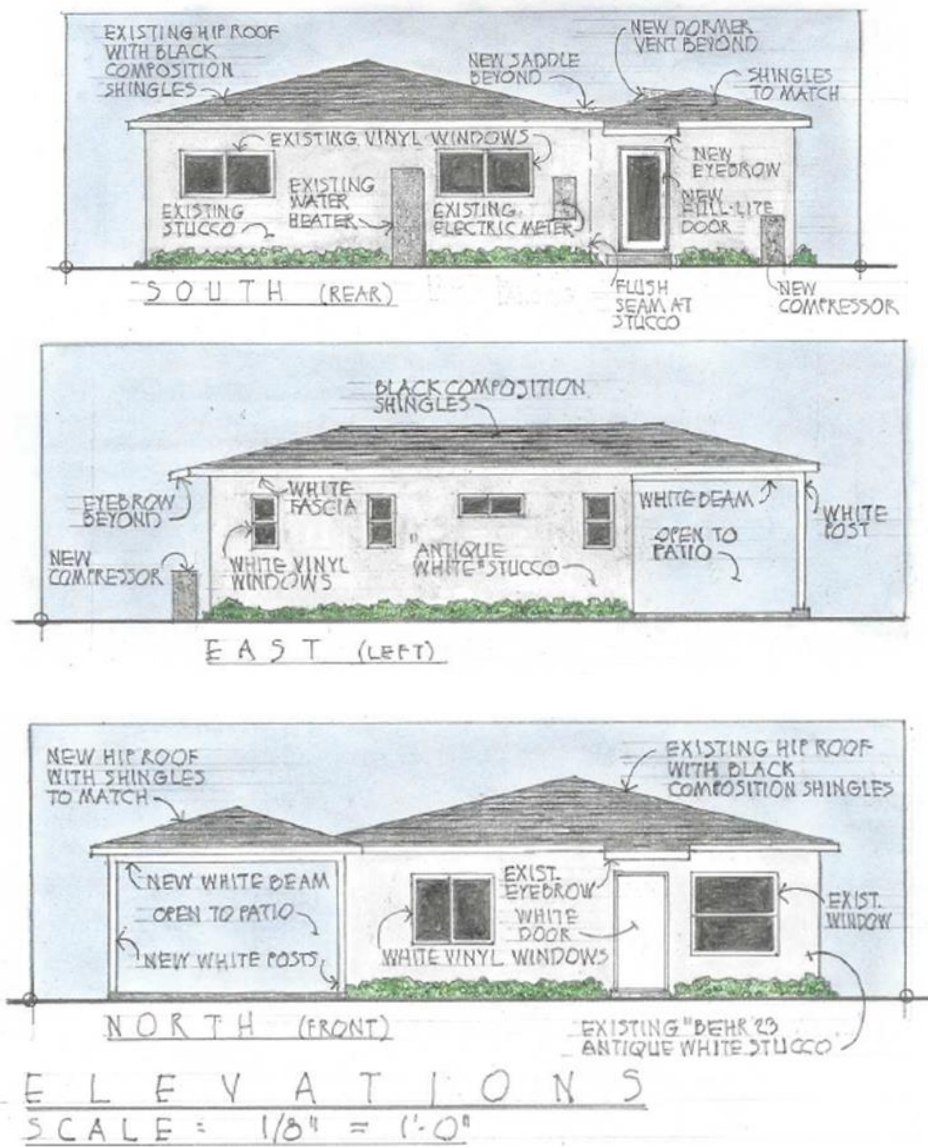 EXISTING HIP ROOF
WITH BLACK
COMPOSITION
SHINGLES
NEW SADDLE
BEYOND
NEW DORMER
VENT BEYOND
SHINGLES
TO MATCH
EXISTING VINYL WINDOWS
EXISTING
STUCCO
EXISTING
WATER
HEATER
EXISTING
ELECTRIC METER
NEW
EYEBROW
NEW
FULL-LITE
DOOR
SOUTH (REAR)
FLUSH
SEAM AT
STUCCO
NEW
COMPRESSOR
BLACK COMPOSITION
SHINGLES
EYEBROW
BEYOND
WHITE
FASCIA
WHITE BEAM
WHITE
POST
NEW
COMPRESSOR
WHITE VINYL
WINDOWS
"ANTIQUE
WHITE" STUCCO
OPEN TO
PATIO
EAST (LEFT)
NEW HIP ROOF
WITH SHINGLES
TO MATCH
EXISTING HIP ROOF
WITH BLACK
COMPOSITION SHINGLES
NEW WHITE BEAM
OPEN TO PATIO
NEW WHITE POSTS
EXIST.
EYEBROW
WHITE
DOOR
WHITE VINYL WINDOWS
EXIST.
WINDOW
NORTH (FRONT)
EXISTING "BEHR 23
ANTIQUE WHITE STUCCO
ELEVATIONS
SCALE = 1/8" = 1'-0"